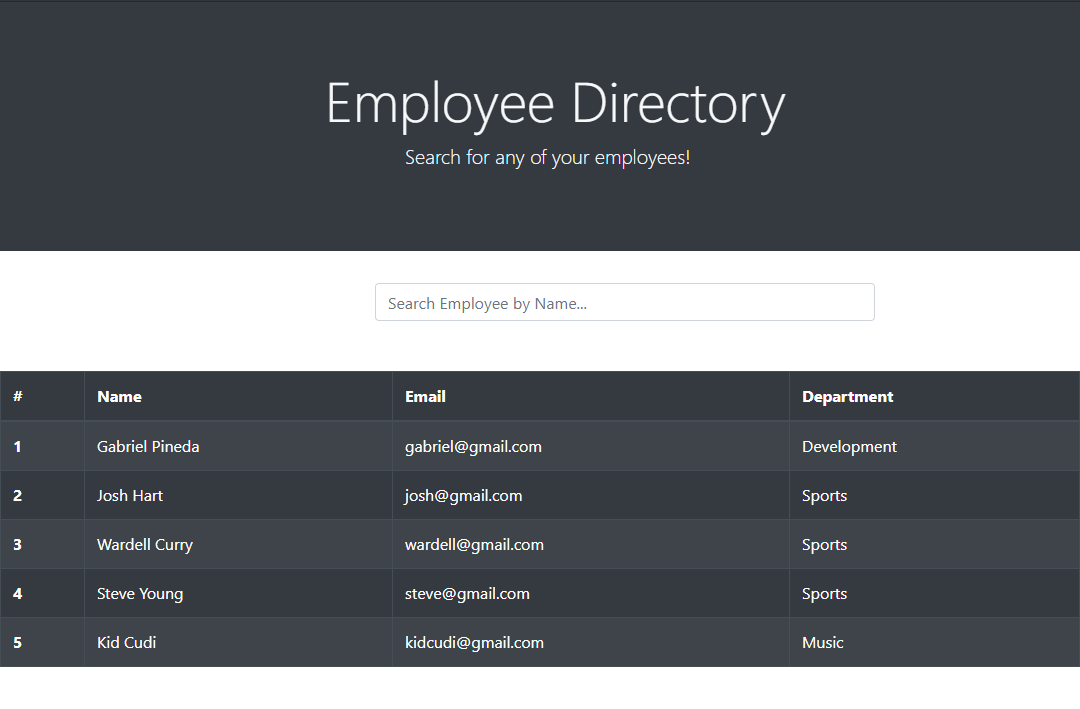 Employee Directory
Search for any of your employees!
Search Employee by Name...
# Name Email Department
1 Gabriel Pineda gabriel@gmail.com Development
2 Josh Hart josh@gmail.com Sports
3 Wardell Curry wardell@gmail.com Sports
4 Steve Young steve@gmail.com Sports
5 Kid Cudi kidcudi@gmail.com Music